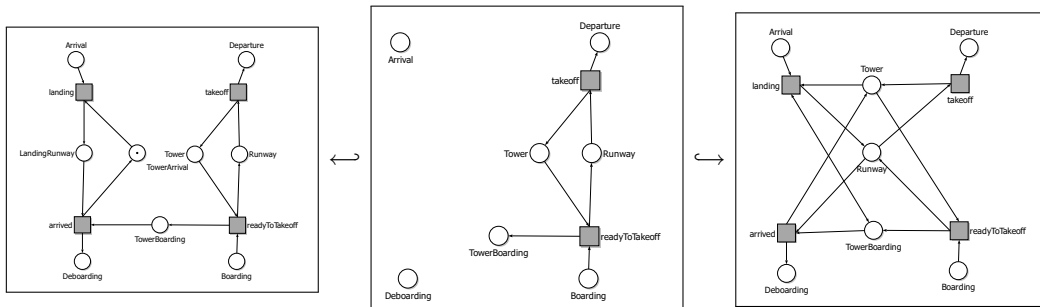 Arrival
Departure
landing
takeoff
LandingRunway
TowerArrival
Tower
Runway
arrived
TowerBoarding
readyToTakeoff
Deboarding
Boarding
Arrival
Departure
takeoff
Tower
Runway
TowerBoarding
readyToTakeoff
Deboarding
Boarding
Arrival
Tower
Departure
landing
takeoff
Runway
arrived
TowerBoarding
readyToTakeoff
Deboarding
Boarding